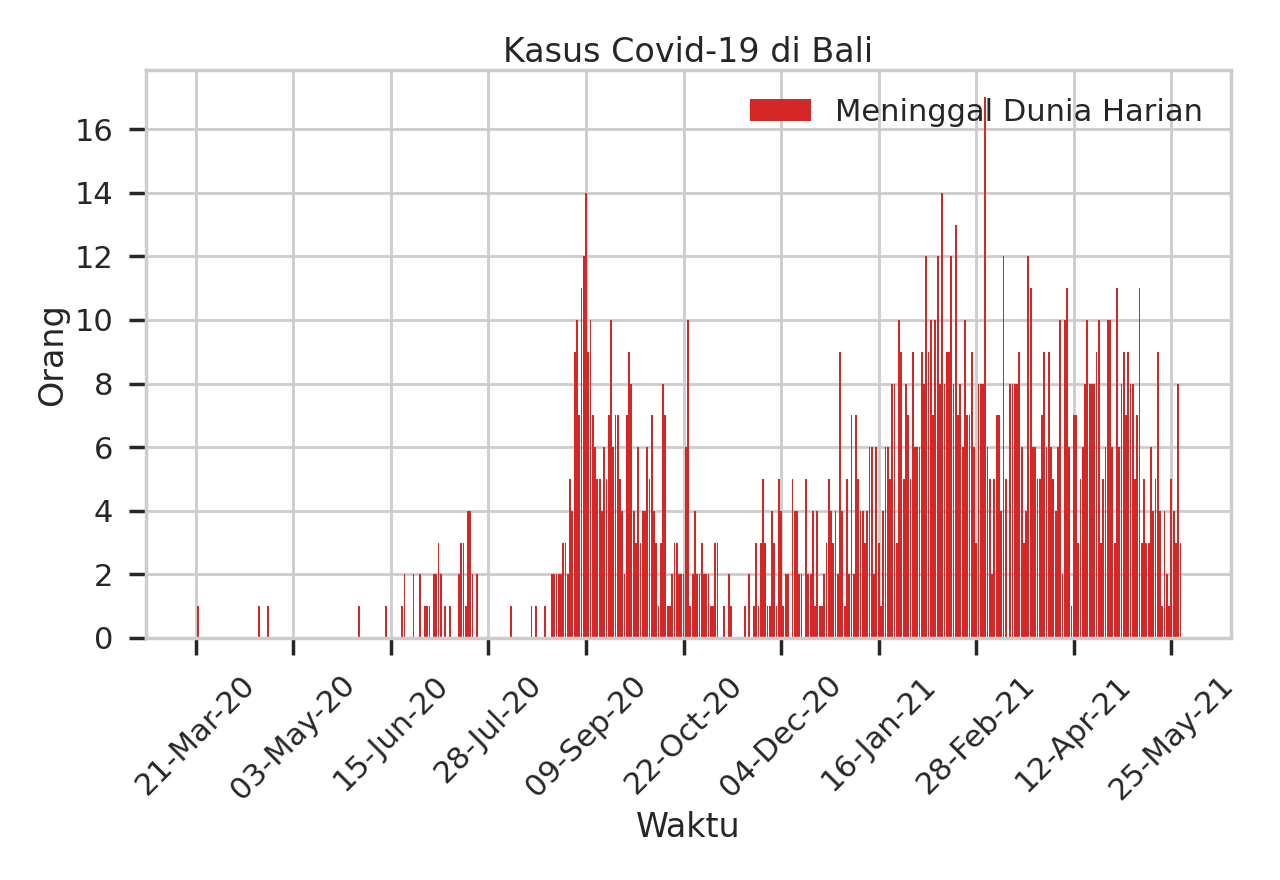 Kasus Covid-19 di Bali
Meninggal Dunia Harian
Orang
16
14
12
10
8
6
4
2
0
21-Mar-20
03-May-20
15-Jun-20
28-Jul-20
09-Sep-20
22-Oct-20
04-Dec-20
16-Jan-21
28-Feb-21
12-Apr-21
25-May-21
Waktu